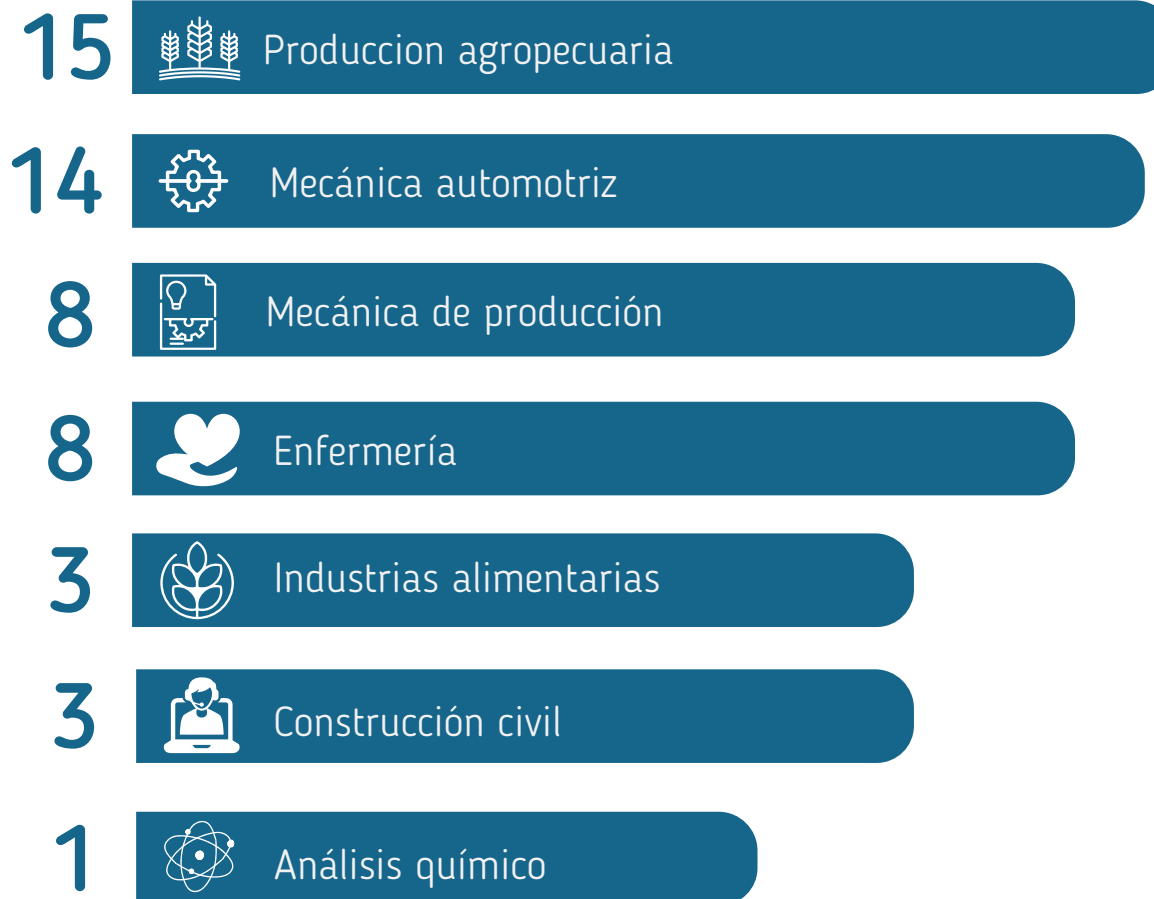 15 Produccion agropecuaria
14 Mecánica automotriz
8 Mecánica de producción
8 Enfermería
3 Industrias alimentarias
3 Construcción civil
1 Análisis químico